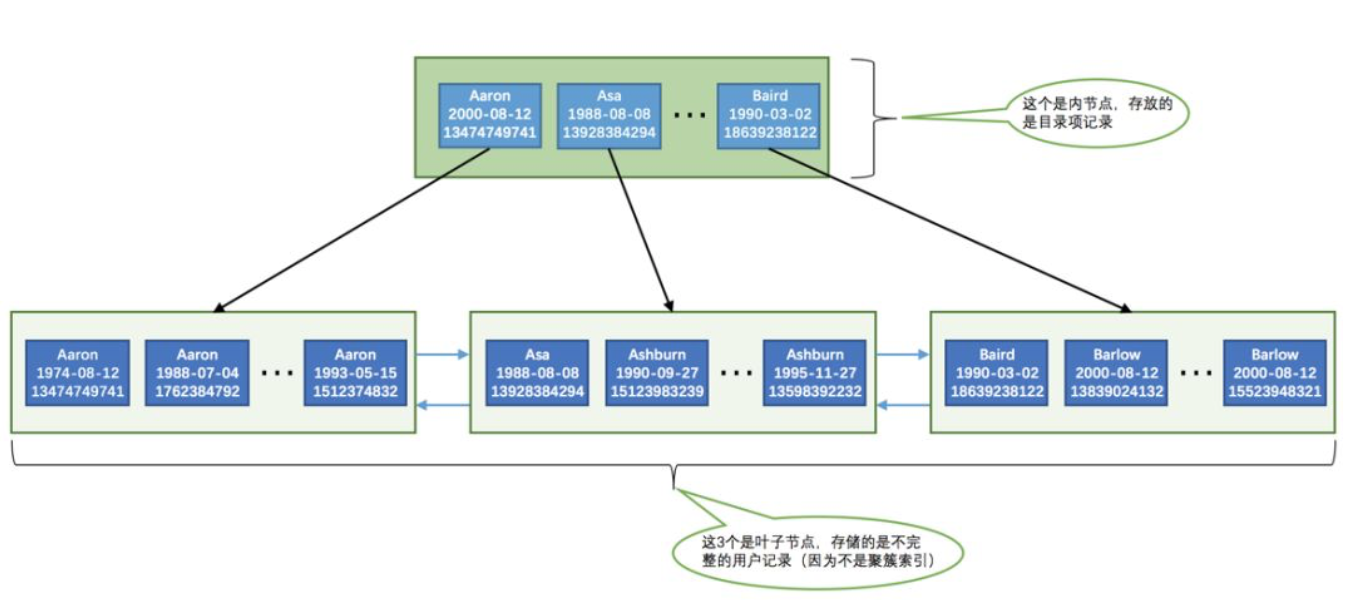 Aaron
2000-08-12
13474749741
Asa
1988-08-08
13928384294
...
Baird
1990-03-02
18639238122
这个是内节点，存放的
是目录项记录
Aaron
1974-08-12
13474749741
Aaron
1988-07-04
1762384792
...
Aaron
1993-05-15
1512374832
Asa
1988-08-08
13928384294
Ashburn
1990-09-27
15123983239
...
Ashburn
1995-11-27
13598392232
Baird
1990-03-02
18639238122
Barlow
2000-08-12
13839024132
...
Barlow
2000-08-12
15523948321
这3个是叶子节点，存储的是不完
整的用户记录（因为不是聚簇索引）